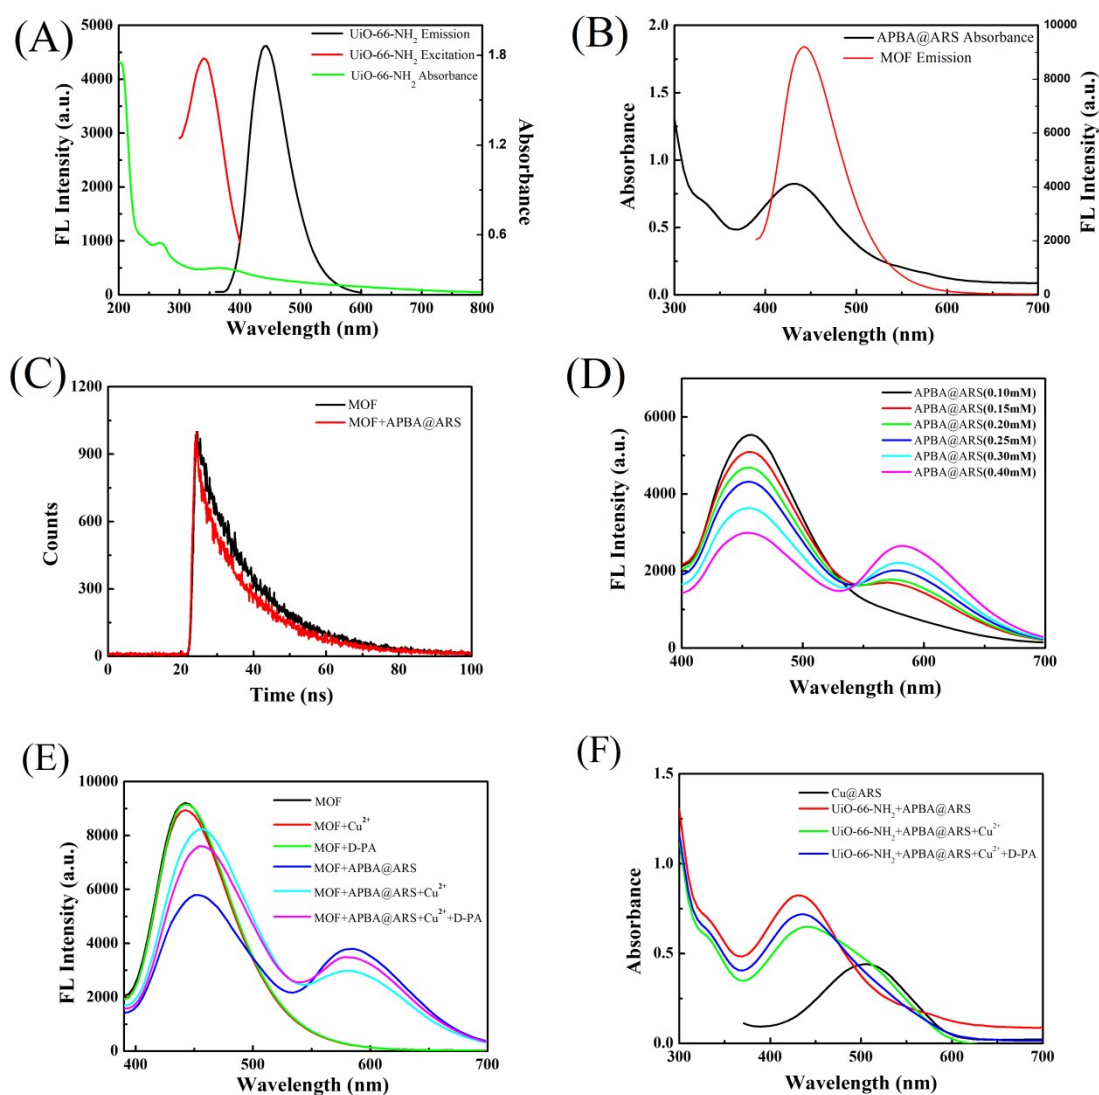 (A)
5000
4500
4000
3500
3000
2500
2000
1500
1000
500
0
FL Intensity (a.u.)
UiO-66-NH2 Emission
UiO-66-NH2 Excitation
UiO-66-NH2 Absorbance
1.8
1.2
0.6
Absorbance
200 300 400 500 600 700 800
Wavelength (nm)
(B)
2.0
1.5
1.0
0.5
0.0
Absorbance
APBA@ARS Absorbance
MOF Emission
10000
8000
6000
4000
2000
0
FL Intensity (a.u.)
300 400 500 600 700
Wavelength (nm)
(C)
1200
900
600
300
0
Counts
MOF
MOF+APBA@ARS
0 20 40 60 80 100
Time (ns)
(D)
6000
4000
2000
0
FL Intensity (a.u.)
APBA@ARS(0.10mM)
APBA@ARS(0.15mM)
APBA@ARS(0.20mM)
APBA@ARS(0.25mM)
APBA@ARS(0.30mM)
APBA@ARS(0.40mM)
400 500 600 700
Wavelength (nm)
(E)
10000
8000
6000
4000
2000
0
FL Intensity (a.u.)
MOF
MOF+Cu2+
MOF+D-PA
MOF+APBA@ARS
MOF+APBA@ARS+Cu2+
MOF+APBA@ARS+Cu2++D-PA
400 500 600 700
Wavelength (nm)
(F)
1.5
1.0
0.5
0.0
Absorbance
Cu@ARS
UiO-66-NH2+APBA@ARS
UiO-66-NH2+APBA@ARS+Cu2+
UiO-66-NH2+APBA@ARS+Cu2++D-PA
300 400 500 600 700
Wavelength (nm)